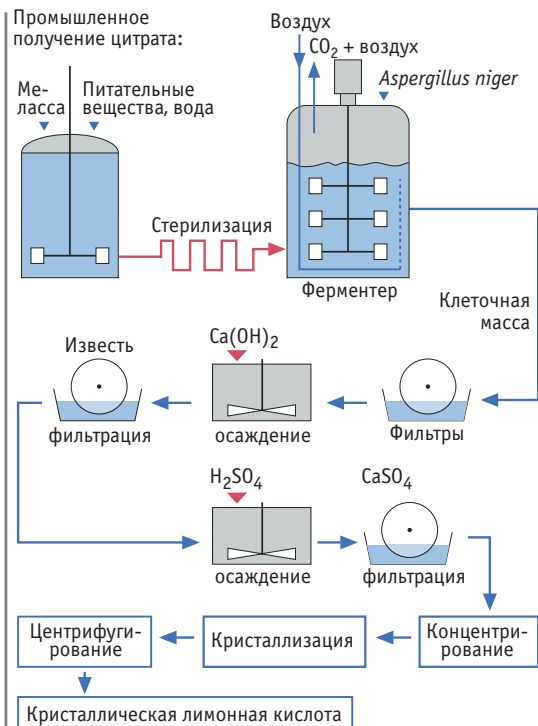 Промышленное
получение цитрата:
Воздух
CO₂ + воздух
Aspergillus niger
Ме-
ласса
Питательные
вещества, вода
Стерилизация
Ферментер
Клеточная
масса
Известь
Ca(OH)₂
фильтрация
осаждение
Фильтры
H₂SO₄
CaSO₄
осаждение
фильтрация
Центрифуги-
рование
Кристаллизация
Концентри-
рование
Кристаллическая лимонная кислота